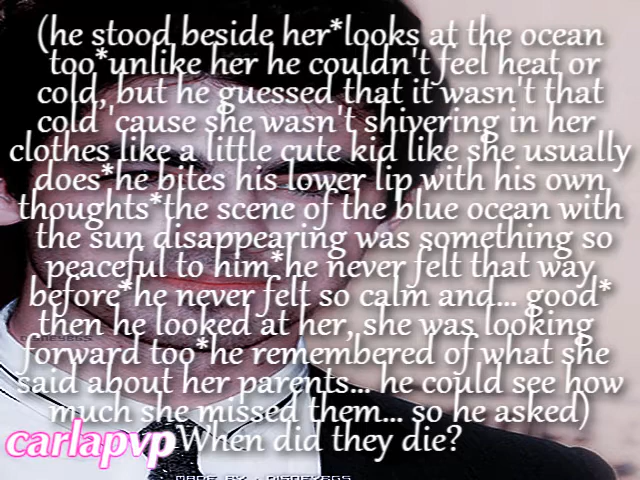 (he stood beside her*looks at the ocean
too*unlike her he couldn't feel heat or
cold, but he guessed that it wasn't that
cold 'cause she wasn't shivering in her
clothes like a little cute kid like she usually
does*he bites his lower lip with his own
thoughts*the scene of the blue ocean with
the sun disappearing was something so
peaceful to him*he never felt that way
before*he never felt so calm and... good*
then he looked at her, she was looking
DISNEYBGS
forward too*he remembered of what she
said about her parents... he could see how
much she missed them... so he asked)
carlapvp When did they die?
MADE BY : DISNEYBGS